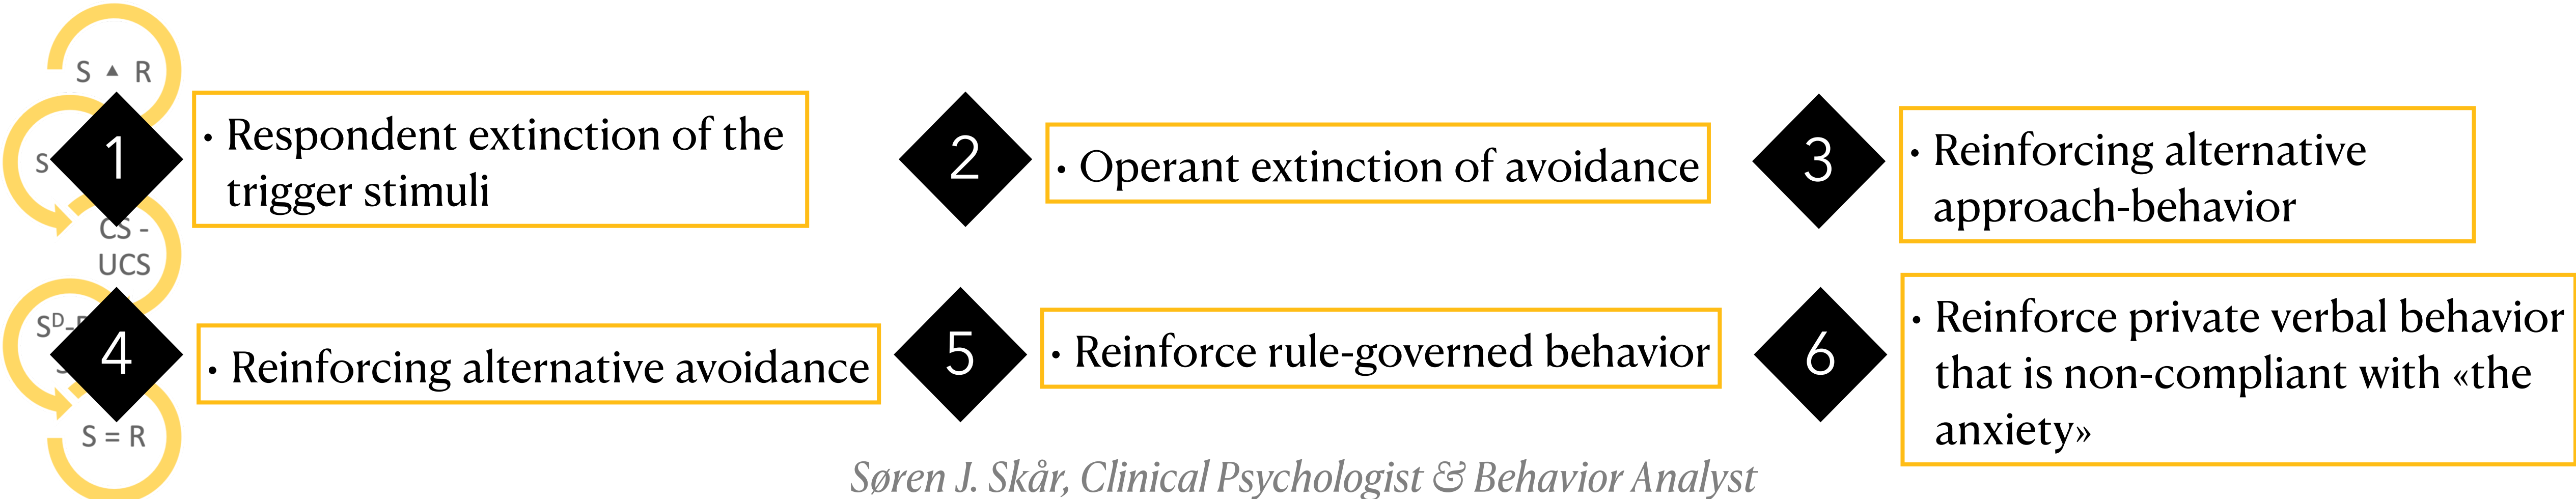 S ▲ R
1
• Respondent extinction of the
trigger stimuli
2
• Operant extinction of avoidance
3
• Reinforcing alternative
approach-behavior
S
CS -
UCS
Sᴰ-
4
• Reinforcing alternative avoidance
5
• Reinforce rule-governed behavior
6
• Reinforce private verbal behavior
that is non-compliant with «the
anxiety»
S = R
Søren J. Skår, Clinical Psychologist & Behavior Analyst